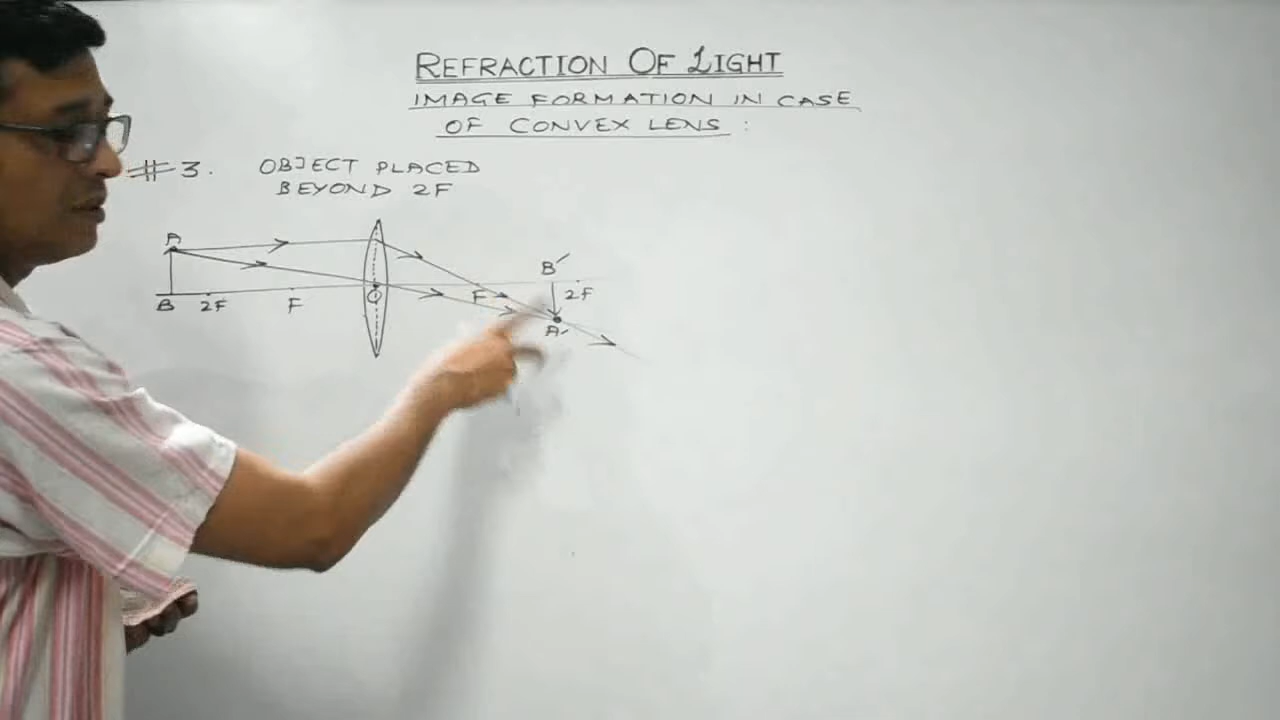 REFRACTION OF LIGHT
IMAGE FORMATION IN CASE
OF CONVEX LENS :
# 3. OBJECT PLACED
BEYOND 2F
A
B 2F F O F B′ 2F
A′